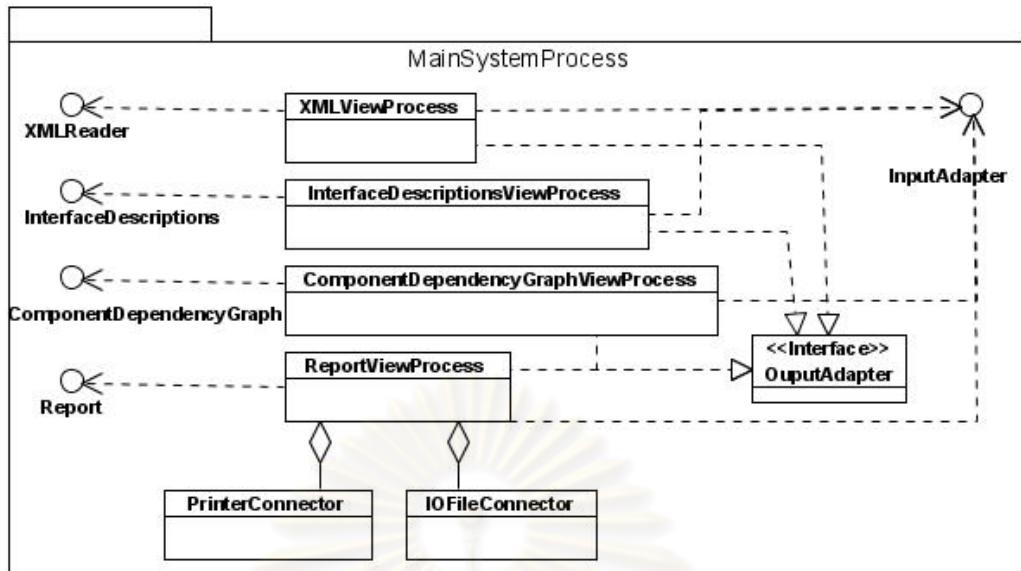 MainSystemProcess
XMLViewProcess
XMLReader
InputAdapter
InterfaceDescriptionsViewProcess
InterfaceDescriptions
ComponentDependencyGraphViewProcess
ComponentDependencyGraph
<<Interface>>
OuputAdapter
ReportViewProcess
Report
PrinterConnector
IOFileConnector